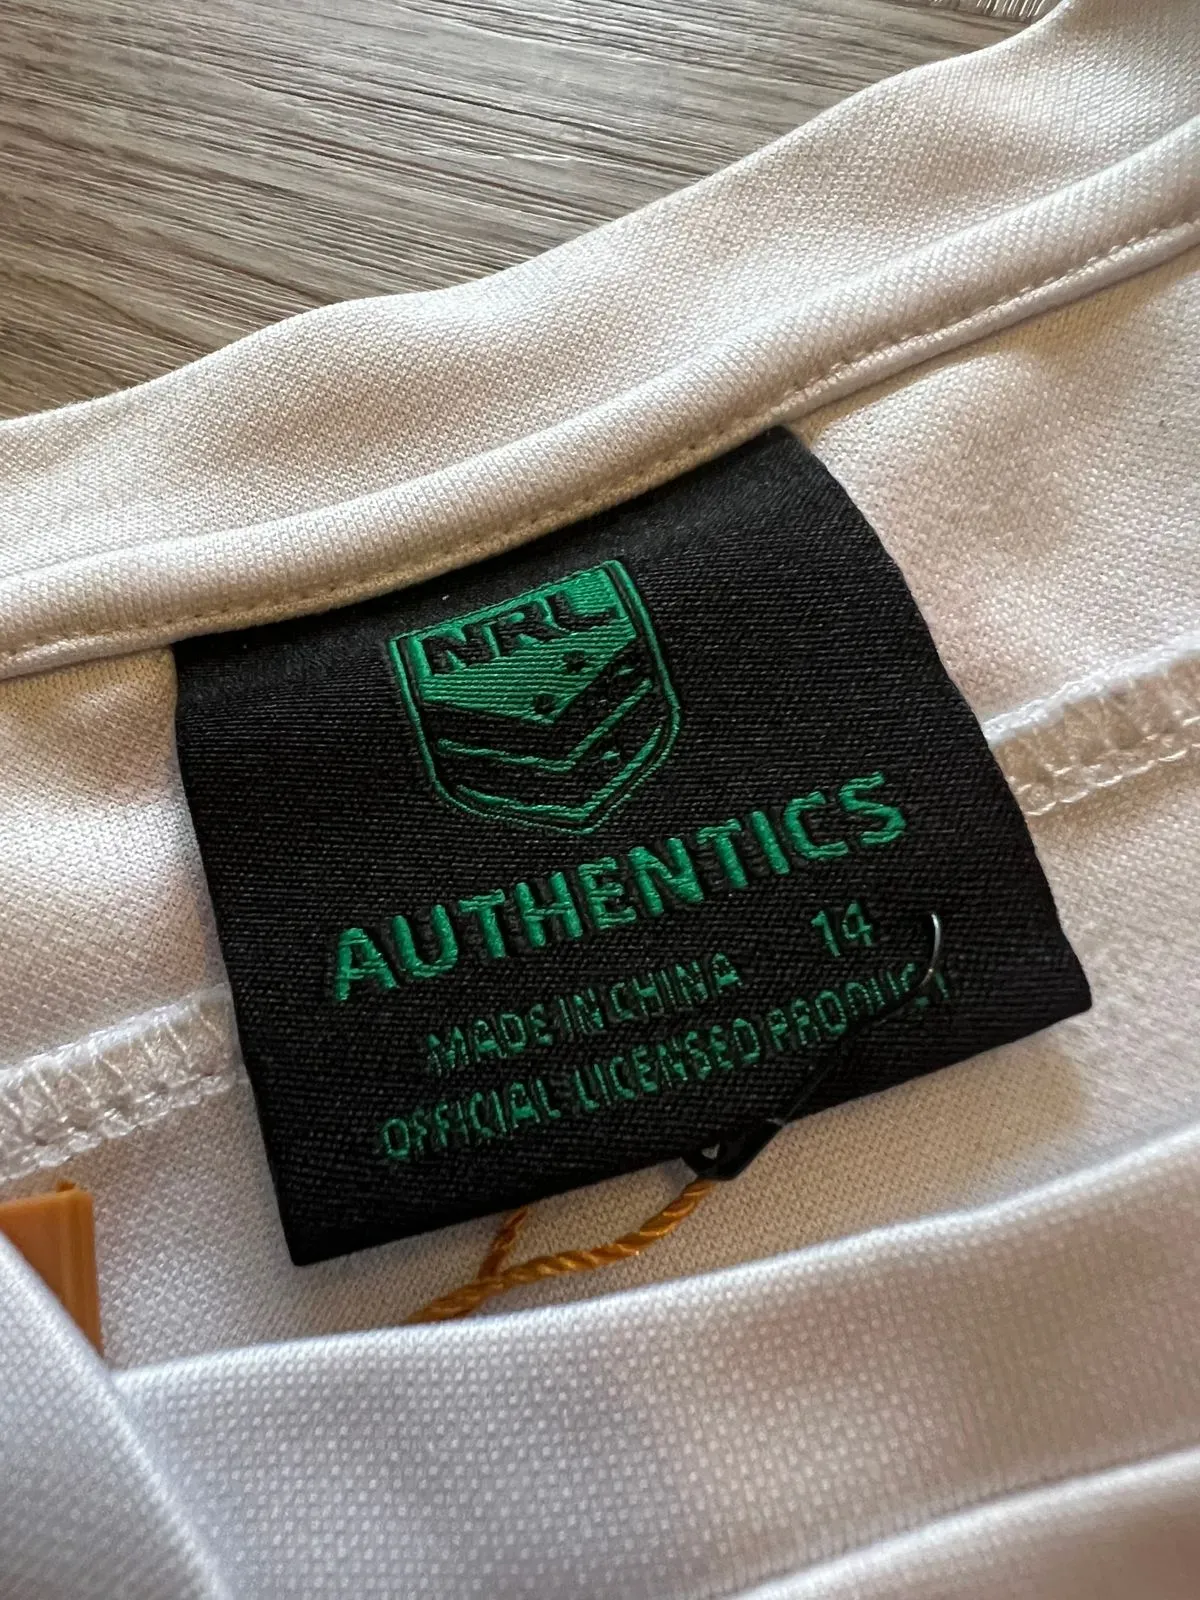 NRL
AUTHENTICS
MADE IN CHINA 14
OFFICIAL LICENSED PRODUCT